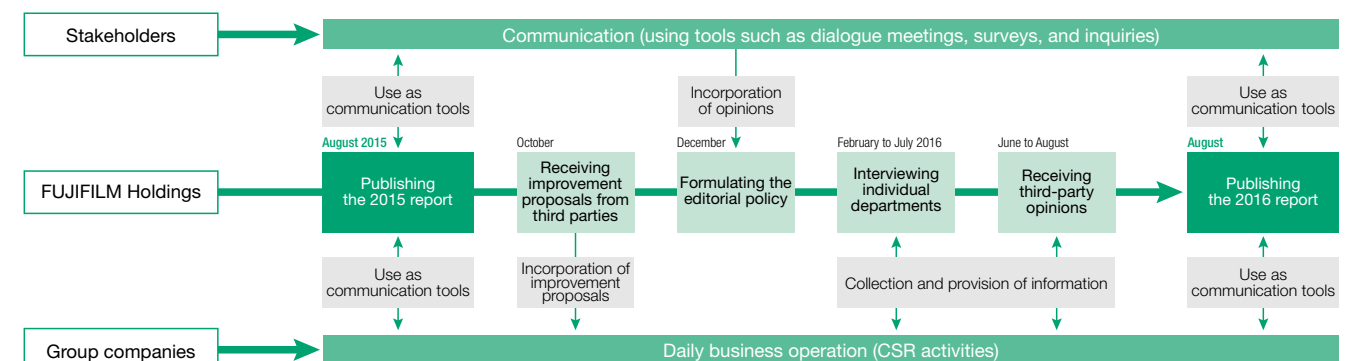 Stakeholders
Communication (using tools such as dialogue meetings, surveys, and inquiries)
Use as
communication tools
Incorporation
of opinions
Use as
communication tools
FUJIFILM Holdings
August 2015
Publishing
the 2015 report
October
Receiving
improvement
proposals from
third parties
December
Formulating the
editorial policy
February to July 2016
Interviewing
individual
departments
June to August
Receiving
third-party
opinions
August
Publishing
the 2016 report
Use as
communication tools
Incorporation of
improvement
proposals
Collection and provision of information
Use as
communication tools
Group companies
Daily business operation (CSR activities)